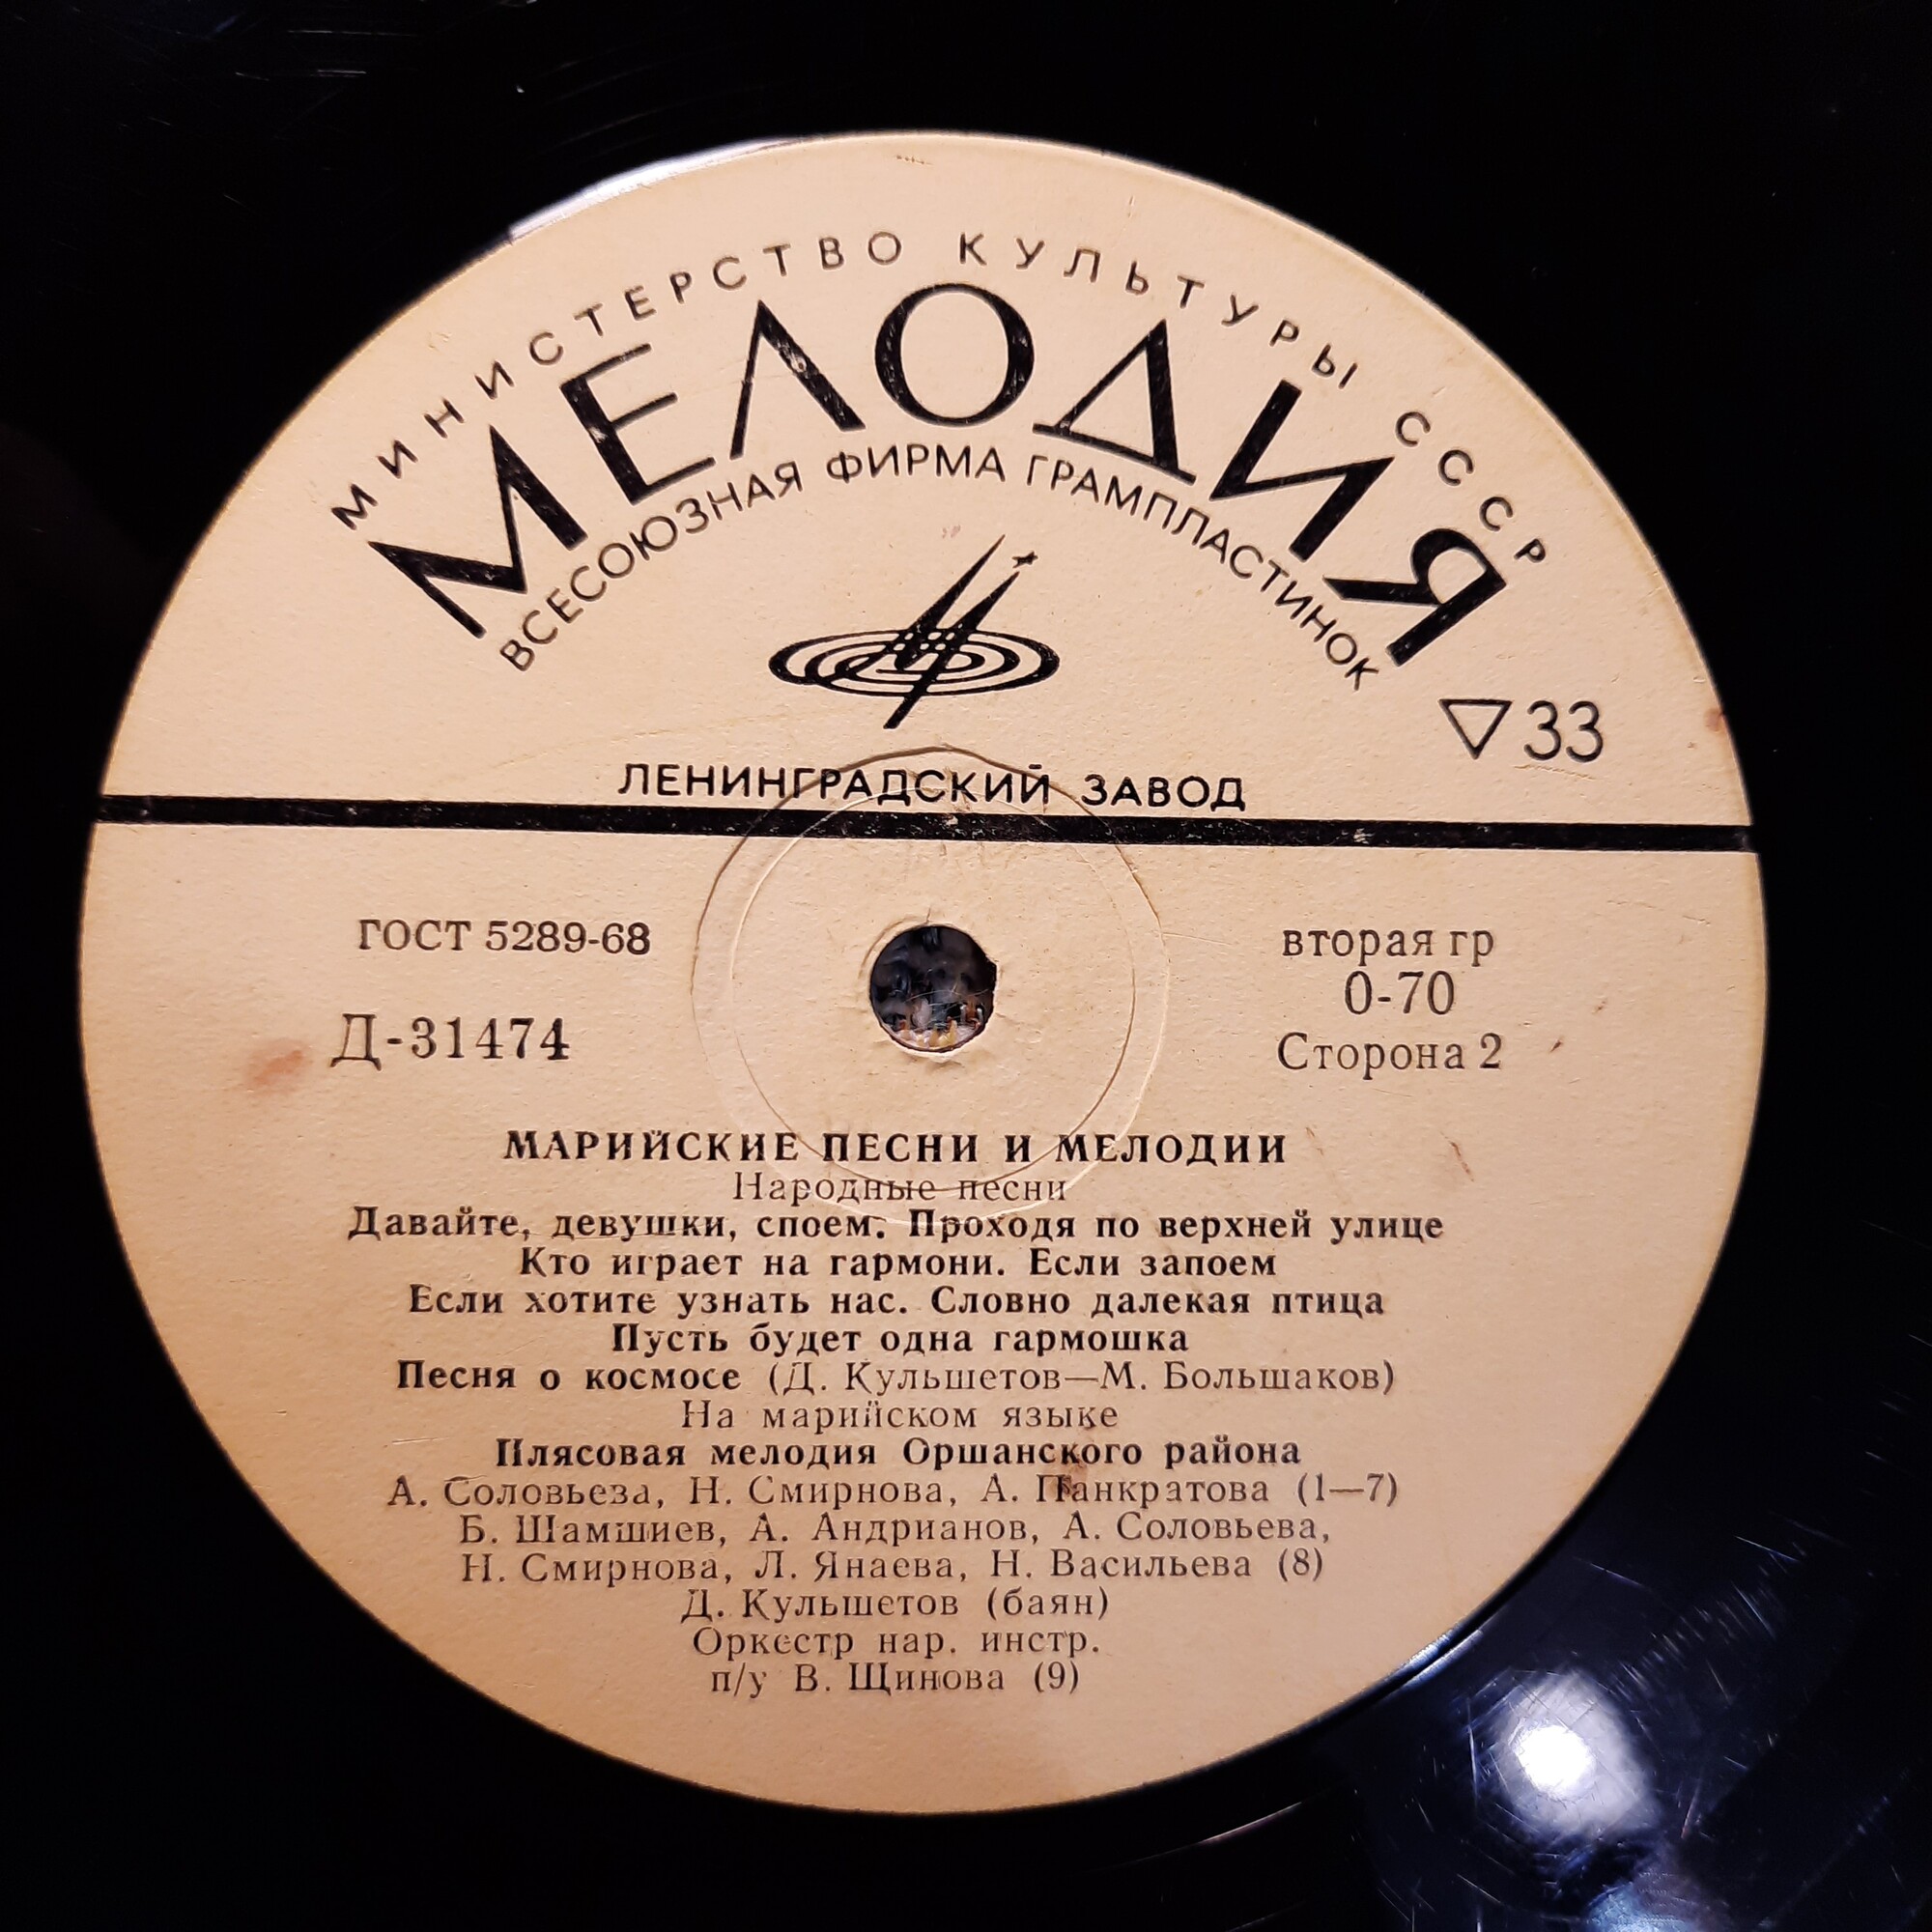 МИНИСТЕРСТВО КУЛЬТУРЫ СССР
МЕЛОДИЯ
ВСЕСОЮЗНАЯ ФИРМА ГРАМПЛАСТИНОК
▽33
ЛЕНИНГРАДСКИЙ ЗАВОД
ГОСТ 5289-68
вторая гр
0-70
Д-31474
Сторона 2
МАРИЙСКИЕ ПЕСНИ И МЕЛОДИИ
Народные песни
Давайте, девушки, споем. Проходя по верхней улице
Кто играет на гармони. Если запоем
Если хотите узнать нас. Словно далекая птица
Пусть будет одна гармошка
Песня о космосе (Д. Кульшетов—М. Большаков)
На марийском языке
Плясовая мелодия Оршанского района
А. Соловьева, Н. Смирнова, А. Панкратова (1—7)
Б. Шамшиев, А. Андрианов, А. Соловьева,
Н. Смирнова, Л. Янаева, Н. Васильева (8)
Д. Кульшетов (баян)
Оркестр нар. инстр.
п/у В. Щинова (9)